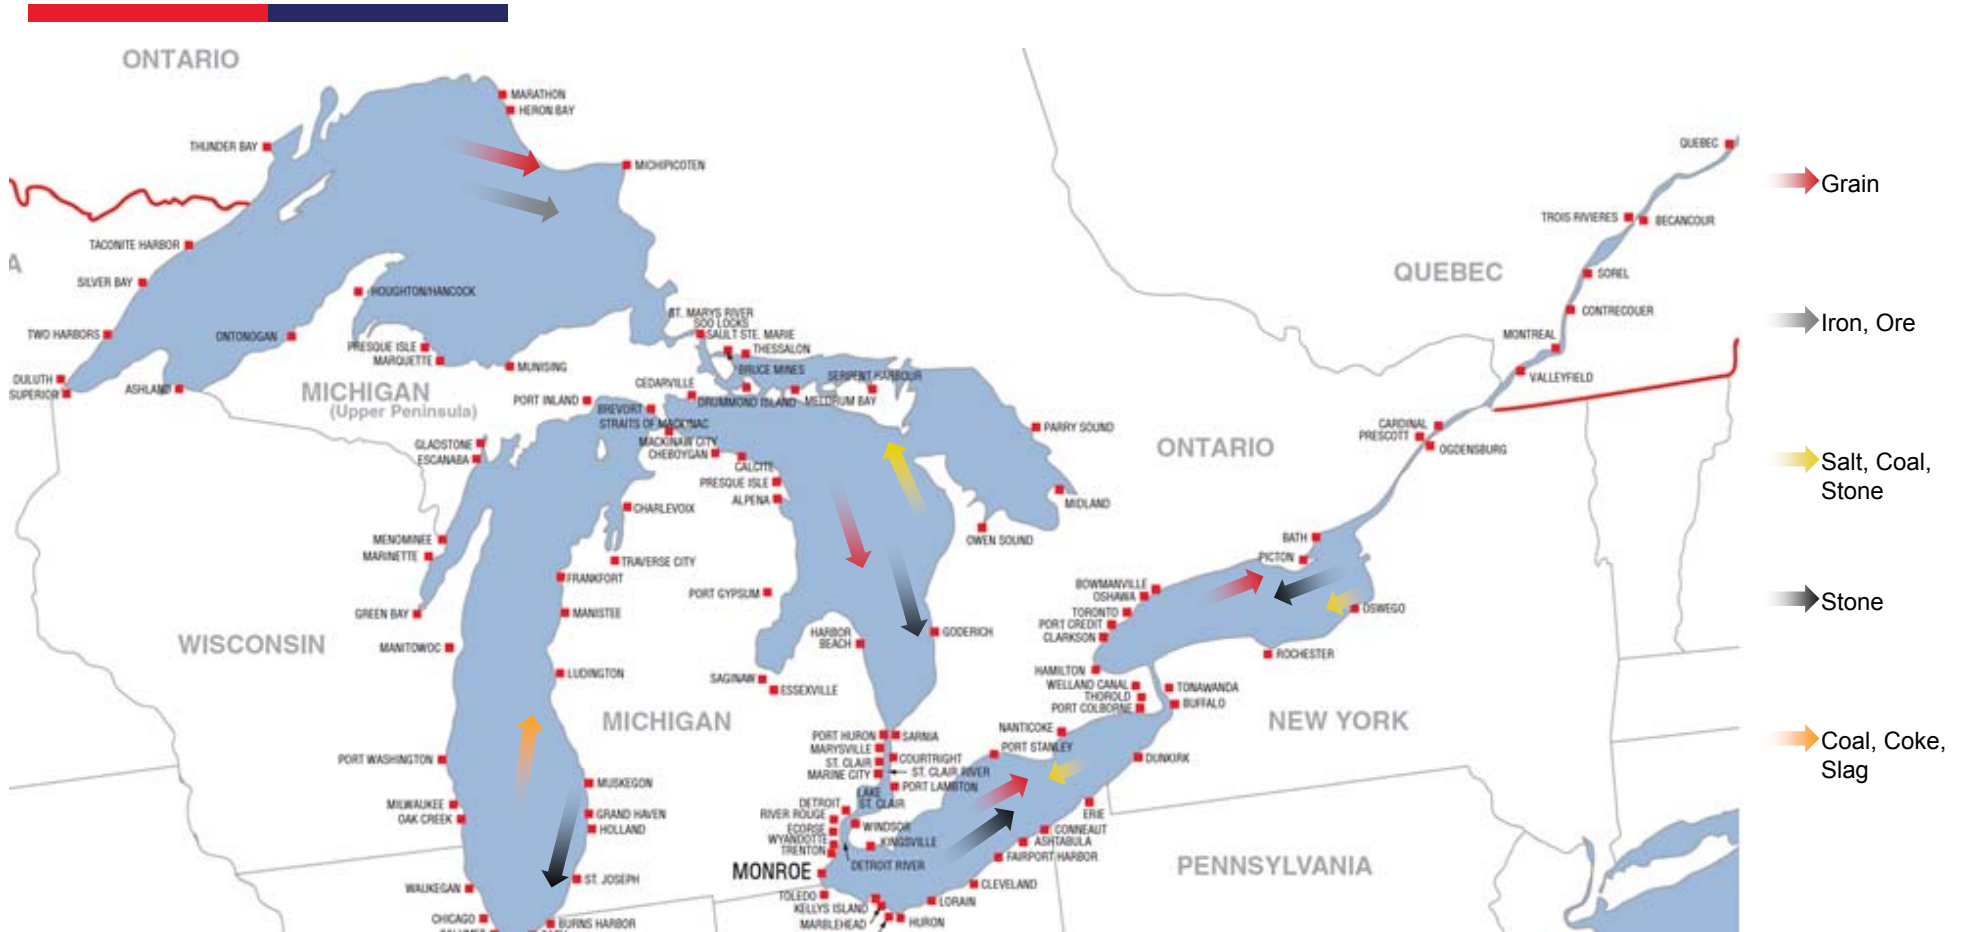 ONTARIO
MARATHON
HERON BAY
THUNDER BAY
MICHIPICOTEN
QUEBEC
Grain
TROIS RIVIERES
BECANCOUR
TACONITE HARBOR
A
QUEBEC
SOREL
SILVER BAY
HOUGHTON/HANCOCK
CONTRECOUER
Iron, Ore
ST. MARYS RIVER
SOO LOCKS
SAULT STE. MARIE
TWO HARBORS
ONTONOGAN
MONTREAL
PRESQUE ISLE
THESSALON
MARQUETTE
MUNISING
BRUCE MINES
SERPENT HARBOUR
VALLEYFIELD
DULUTH
SUPERIOR
ASHLAND
MICHIGAN
(Upper Peninsula)
CEDARVILLE
PORT INLAND
BREVORT
DRUMMOND ISLAND
MELDRUM BAY
STRAITS OF MACKINAC
CARDINAL
PRESCOTT
OGDENSBURG
PARRY SOUND
ONTARIO
GLADSTONE
ESCANABA
MACKINAW CITY
CHEBOYGAN
CALCITE
Salt, Coal,
Stone
PRESQUE ISLE
ALPENA
CHARLEVOIX
MIDLAND
OWEN SOUND
MENOMINEE
MARINETTE
BATH
PICTON
TRAVERSE CITY
FRANKFORT
BOWMANVILLE
OSHAWA
PORT GYPSUM
Stone
GREEN BAY
MANISTEE
TORONTO
OSWEGO
PORT CREDIT
CLARKSON
HARBOR
BEACH
GODERICH
WISCONSIN
MANITOWOC
ROCHESTER
LUDINGTON
HAMILTON
SAGINAW
ESSEXVILLE
WELLAND CANAL
THOROLD
PORT COLBORNE
TONAWANDA
BUFFALO
MICHIGAN
NEW YORK
NANTICOKE
PORT HURON
SARNIA
PORT STANLEY
Coal, Coke,
Slag
MARYSVILLE
ST. CLAIR
MARINE CITY
COURTRIGHT
ST. CLAIR RIVER
PORT LAMBTON
PORT WASHINGTON
DUNKIRK
MUSKEGON
LAKE
ST. CLAIR
MILWAUKEE
OAK CREEK
GRAND HAVEN
HOLLAND
DETROIT
RIVER ROUGE
ECORSE
WYANDOTTE
TRENTON
WINDSOR
KINGSVILLE
DETROIT RIVER
ERIE
CONNEAUT
ASHTABULA
FAIRPORT HARBOR
MONROE
PENNSYLVANIA
WAUKEGAN
ST. JOSEPH
CLEVELAND
TOLEDO
KELLYS ISLAND
LORAIN
MARBLEHEAD
HURON
CHICAGO
BURNS HARBOR